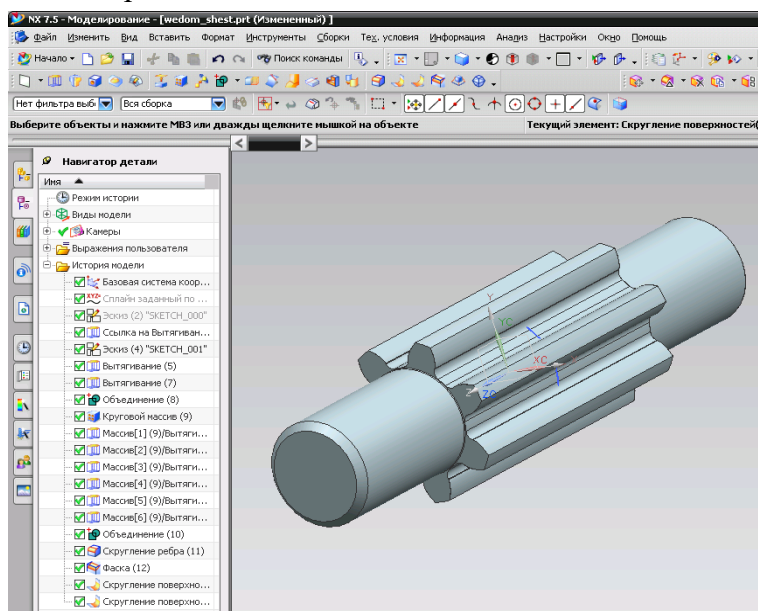 NX 7.5 - Моделирование - [wedom_shest.prt (Измененный) ]
Файл Изменить Вид Вставить Формат Инструменты Сборки Тех. условия Информация Анализ Настройки Окно Помощь
Начало Поиск команды
Нет фильтра выб Вся сборка
Выберите объекты и нажмите МВ3 или дважды щелкните мышкой на объекте Текущий элемент: Скругление поверхностей(
Навигатор детали
Имя
Режим истории
Виды модели
Камеры
Выражения пользователя
История модели
Базовая система коор...
Сплайн заданный по ...
Эскиз (2) "SKETCH_000"
Ссылка на Вытягиван...
Эскиз (4) "SKETCH_001"
Вытягивание (5)
Вытягивание (7)
Объединение (8)
Круговой массив (9)
Массив[1] (9)/Вытяги...
Массив[2] (9)/Вытяги...
Массив[3] (9)/Вытяги...
Массив[4] (9)/Вытяги...
Массив[5] (9)/Вытяги...
Массив[6] (9)/Вытяги...
Объединение (10)
Скругление ребра (11)
Фаска (12)
Скругление поверхно...
Скругление поверхно...
Y
YC
XC
Z
ZC